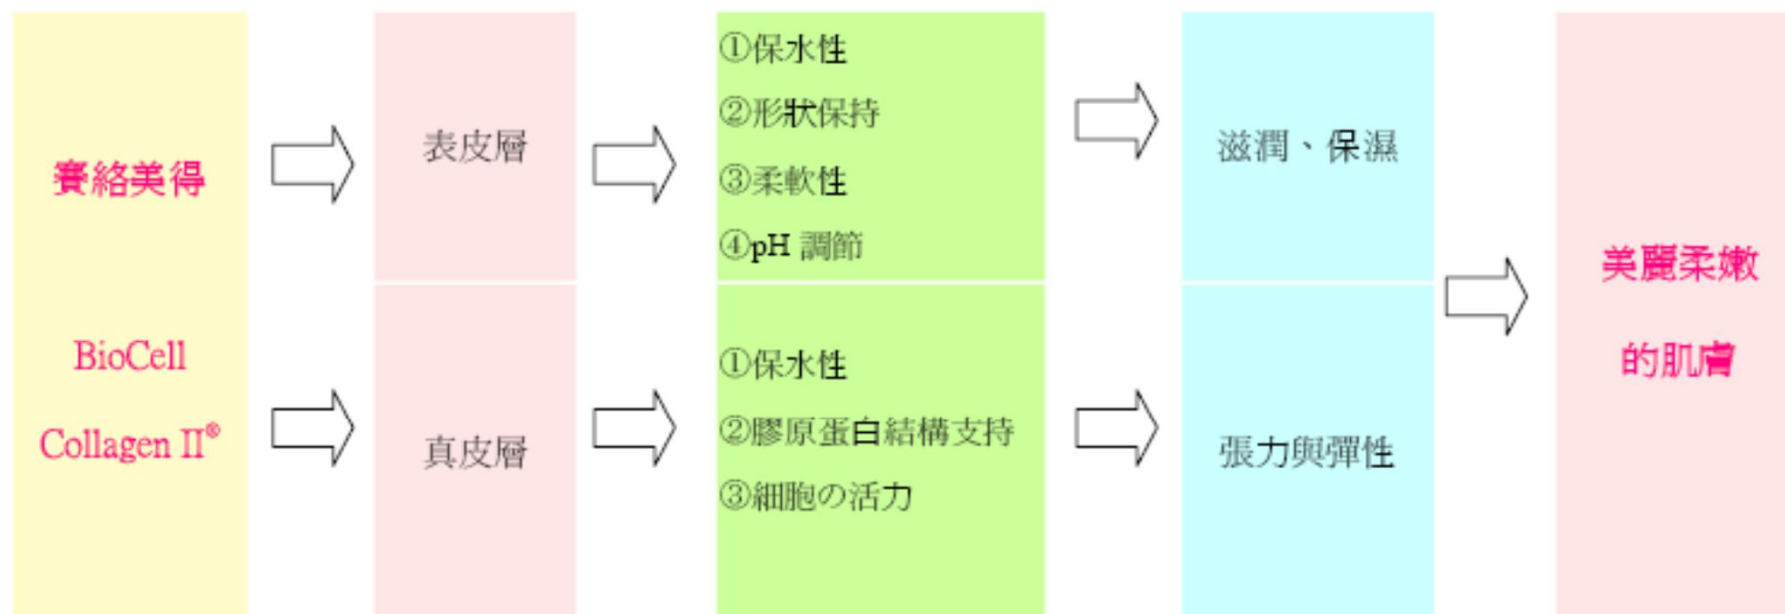 賽絡美得
BioCell
Collagen II®
表皮層
①保水性
②形狀保持
③柔軟性
④pH 調節
滋潤、保濕
真皮層
①保水性
②膠原蛋白結構支持
③細胞の活力
張力與彈性
美麗柔嫩
的肌膚